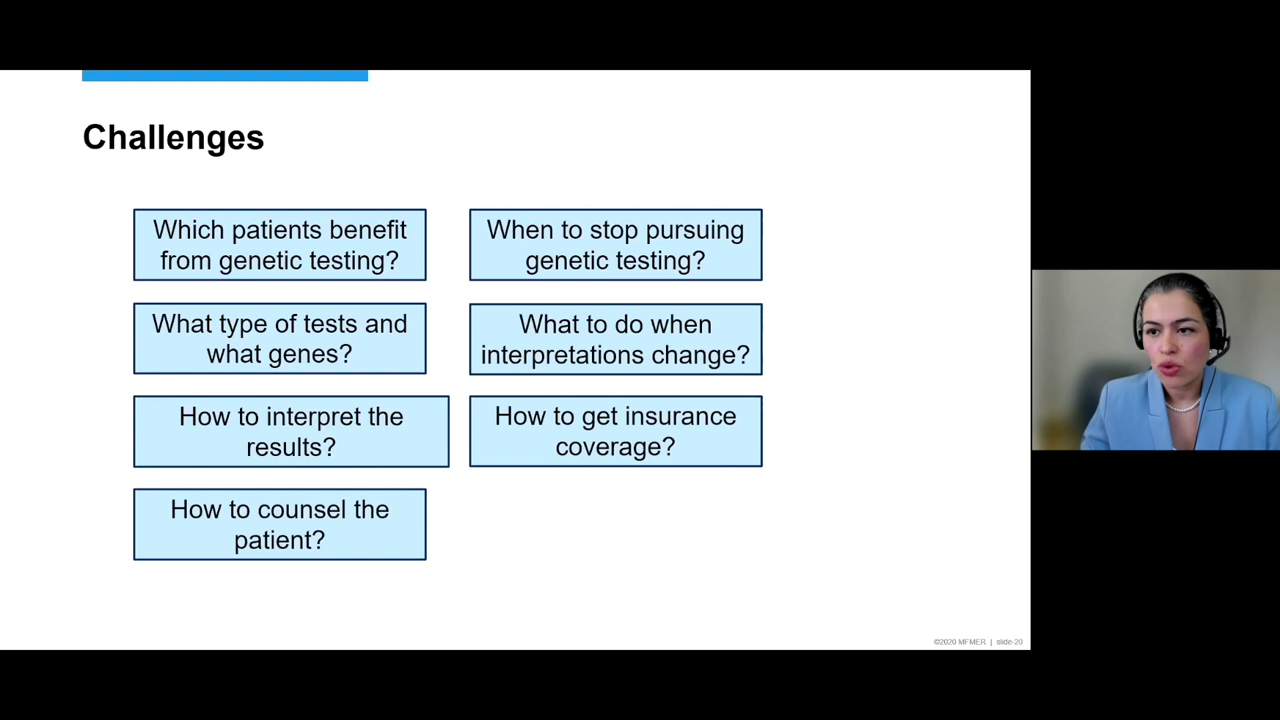 Challenges
Which patients benefit
from genetic testing?
What type of tests and
what genes?
How to interpret the
results?
How to counsel the
patient?
When to stop pursuing
genetic testing?
What to do when
interpretations change?
How to get insurance
coverage?
©2020 MFMER | slide-20